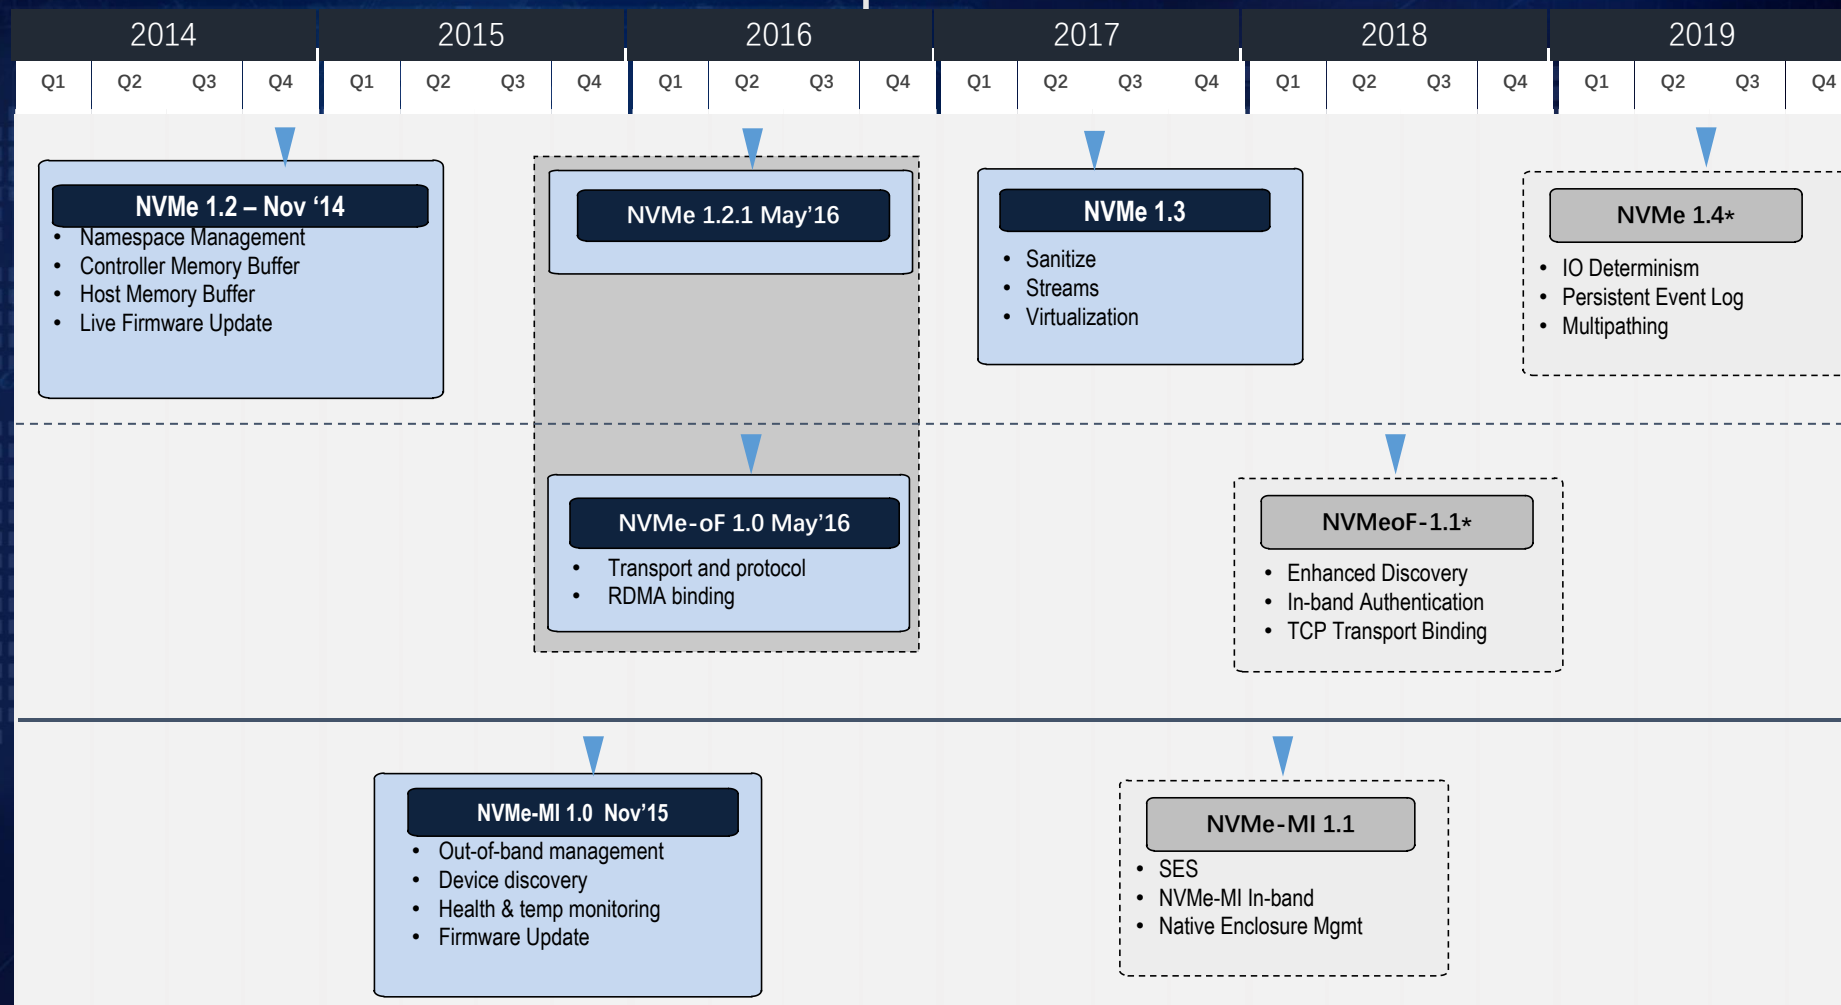 2014 2015 2016 2017 2018 2019
Q1 Q2 Q3 Q4 Q1 Q2 Q3 Q4 Q1 Q2 Q3 Q4 Q1 Q2 Q3 Q4 Q1 Q2 Q3 Q4 Q1 Q2 Q3 Q4
NVMe 1.2 – Nov ‘14
• Namespace Management
• Controller Memory Buffer
• Host Memory Buffer
• Live Firmware Update
NVMe 1.2.1 May’16
NVMe 1.3
• Sanitize
• Streams
• Virtualization
NVMe 1.4*
• IO Determism
• Persistent Event Log
• Multipathing
NVMe-oF 1.0 May’16
• Transport and protocol
• RDMA binding
NVMeoF-1.1*
• Enhanced Discovery
• In-band Authentication
• TCP Transport Binding
NVMe-MI 1.0 Nov’15
• Out-of-band management
• Device discovery
• Health & temp monitoring
• Firmware Update
NVMe-MI 1.1
• SES
• NVMe-MI In-band
• Native Enclosure Mgmt